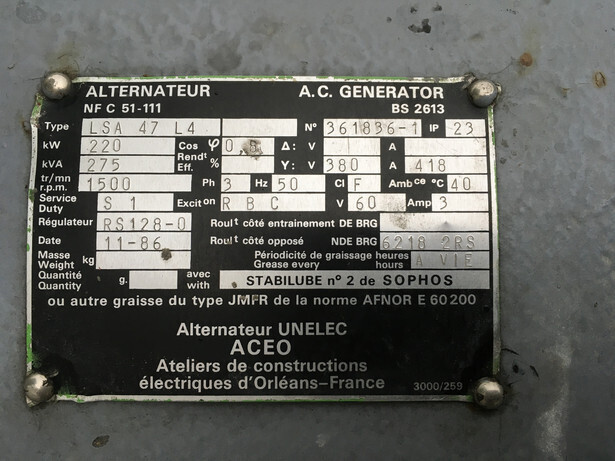 ALTERNATEUR A.C. GENERATOR
NF C 51-111 BS 2613
Type LSA 47 L4 N° 361836-1 IP 23
kW 220 Cos φ 0, Δ: V A
kVA 275 Rendt Eff. % Y: V 380 A 418
tr/mn r.p.m. 1500 Ph 3 Hz 50 Cl F Ambce °C 40
Service Duty S 1 Exciton R B C V 60 Amp 3
Régulateur RS128-0 Roult côté entrainement DE BRG
Date 11-86 Roult côté opposé NDE BRG 6218 2RS
Masse Weight kg Périodicité de graissage heures
Grease every hours A VIE
Quantité Quantity g. avec with STABILUBE n° 2 de SOPHOS
ou autre graisse du type JMFR de la norme AFNOR E 60200
Alternateur UNELEC
ACEO
Ateliers de constructions
électriques d'Orléans-France 3000/259